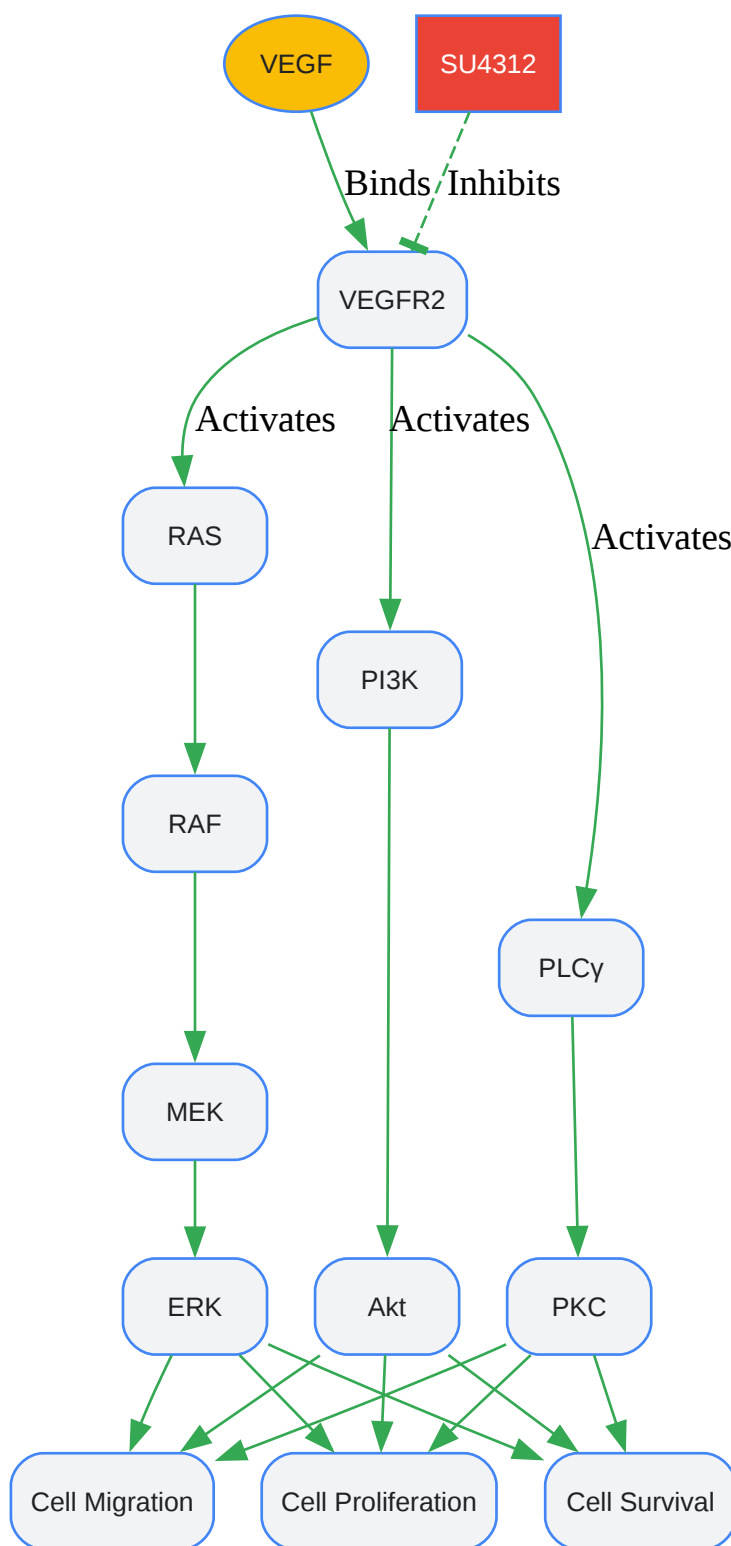 VEGF
SU4312
Binds
Inhibits
VEGFR2
Activates
Activates
RAS
Activates
PI3K
RAF
PLCγ
MEK
ERK
Akt
PKC
Cell Migration
Cell Proliferation
Cell Survival